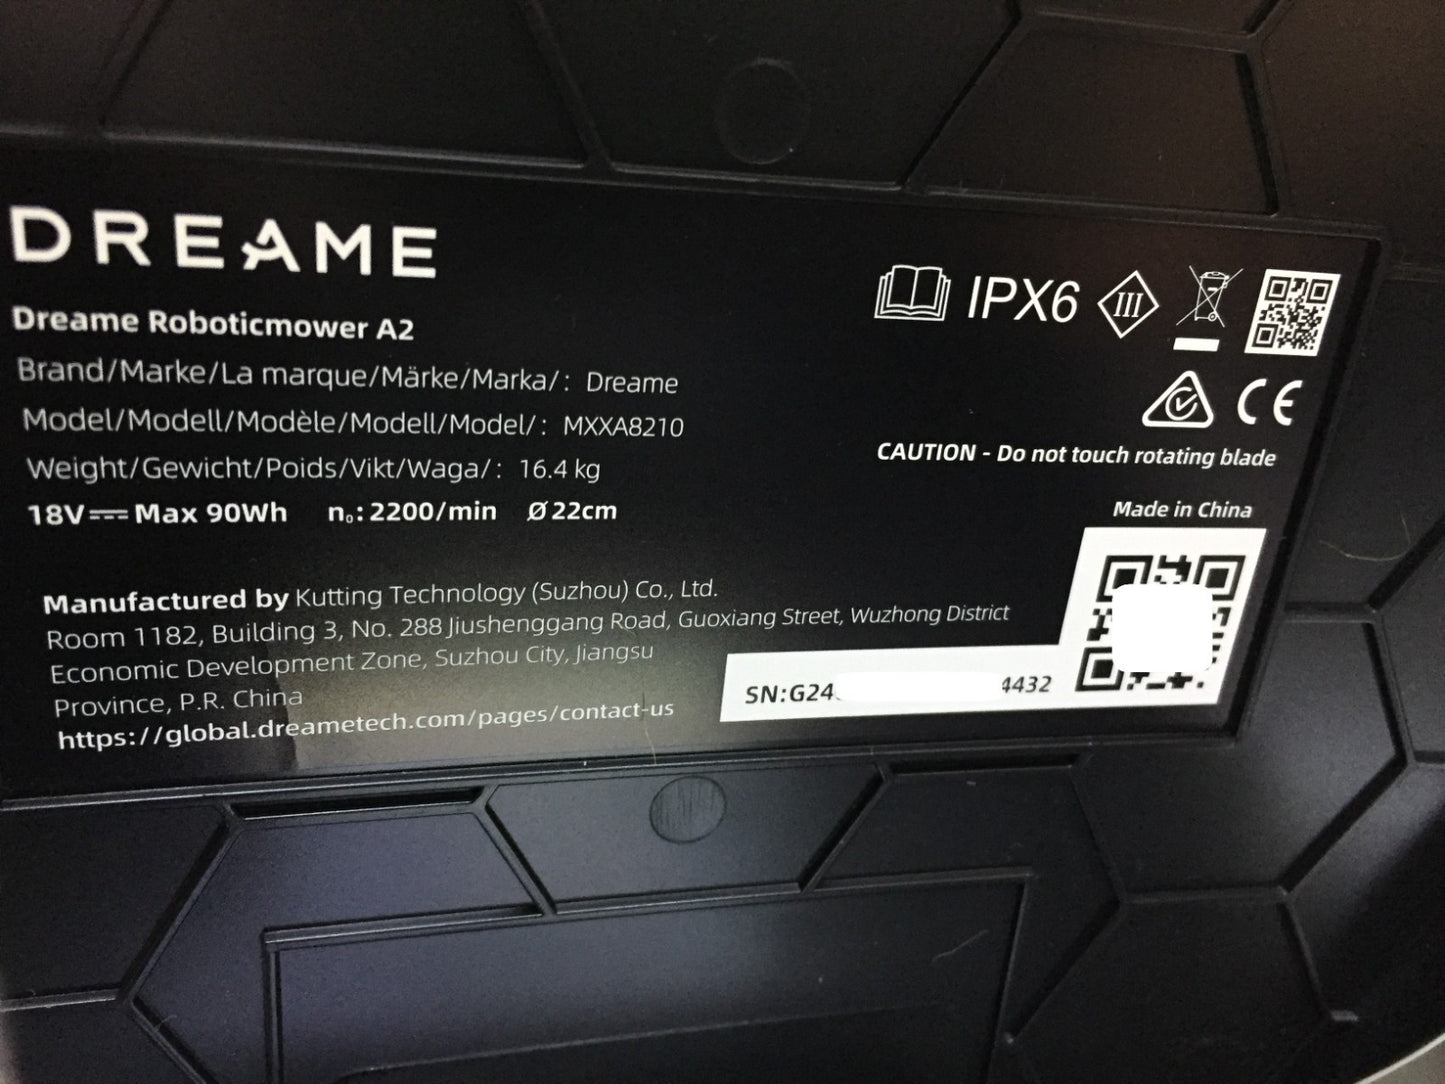 DREAME
Dreame Roboticmower A2
Brand/Marke/La marque/Märke/Marka/: Dreame
Model/Modell/Modèle/Modell/Model/: MXXA8210
Weight/Gewicht/Poids/Vikt/Waga/: 16.4 kg
18V⎓Max 90Wh n₀: 2200/min Ø 22cm
Manufactured by Kutting Technology (Suzhou) Co., Ltd.
Room 1182, Building 3, No. 288 Jiushenggang Road, Guoxiang Street, Wuzhong District
Economic Development Zone, Suzhou City, Jiangsu
Province, P.R. China
https://global.dreametech.com/pages/contact-us
IPX6 III
CE
CAUTION - Do not touch rotating blade
Made in China
SN:G24 4432